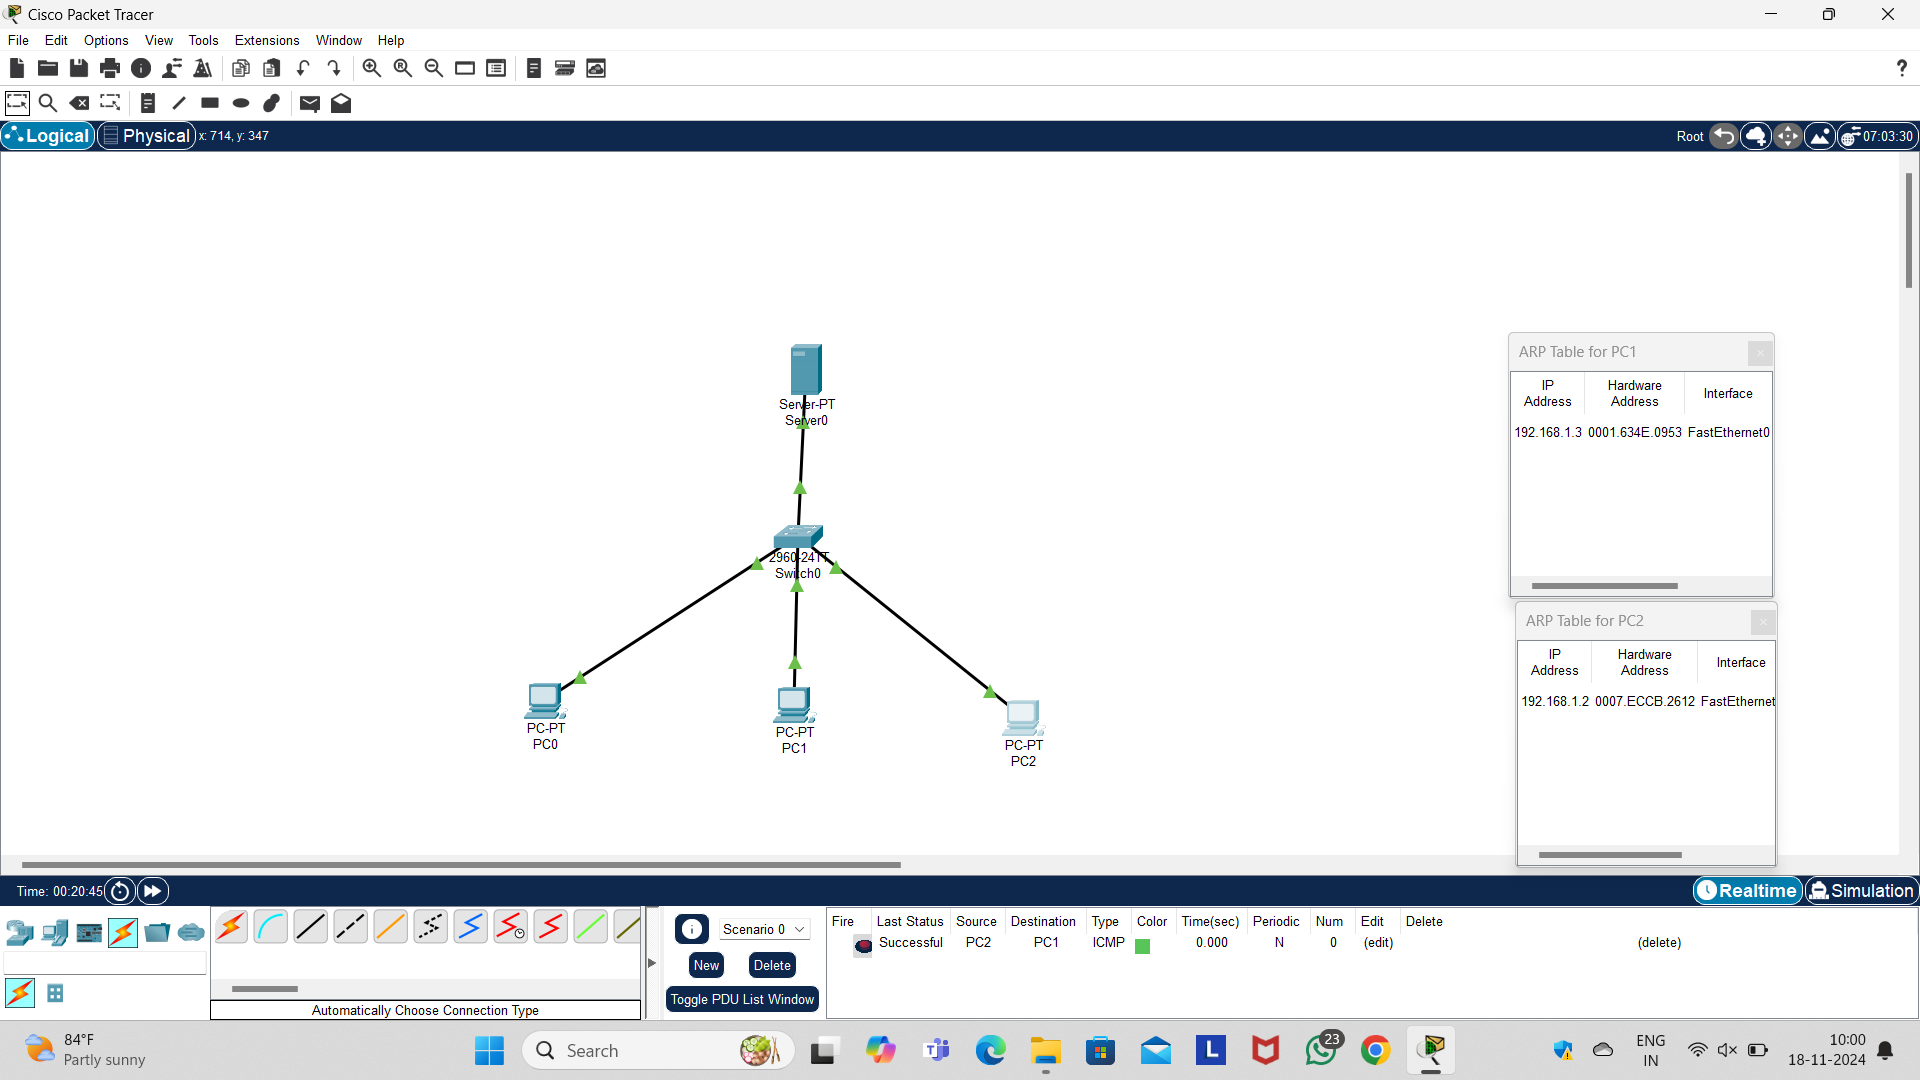 Cisco Packet Tracer
File Edit Options View Tools Extensions Window Help
?
Logical Physical x: 714, y: 347 Root 07:03:30
Server-PT
Server0
2960-24TT
Switch0
PC-PT
PC0
PC-PT
PC1
PC-PT
PC2
ARP Table for PC1
IP Address Hardware Address Interface
192.168.1.3 0001.634E.0953 FastEthernet0
ARP Table for PC2
IP Address Hardware Address Interface
192.168.1.2 0007.ECCB.2612 FastEthernet
Time: 00:20:45 Realtime Simulation
Automatically Choose Connection Type
Scenario 0
New Delete
Toggle PDU List Window
Fire Last Status Source Destination Type Color Time(sec) Periodic Num Edit Delete
Successful PC2 PC1 ICMP 0.000 N 0 (edit) (delete)
84°F
Partly sunny
Search
23
ENG
IN
10:00
18-11-2024